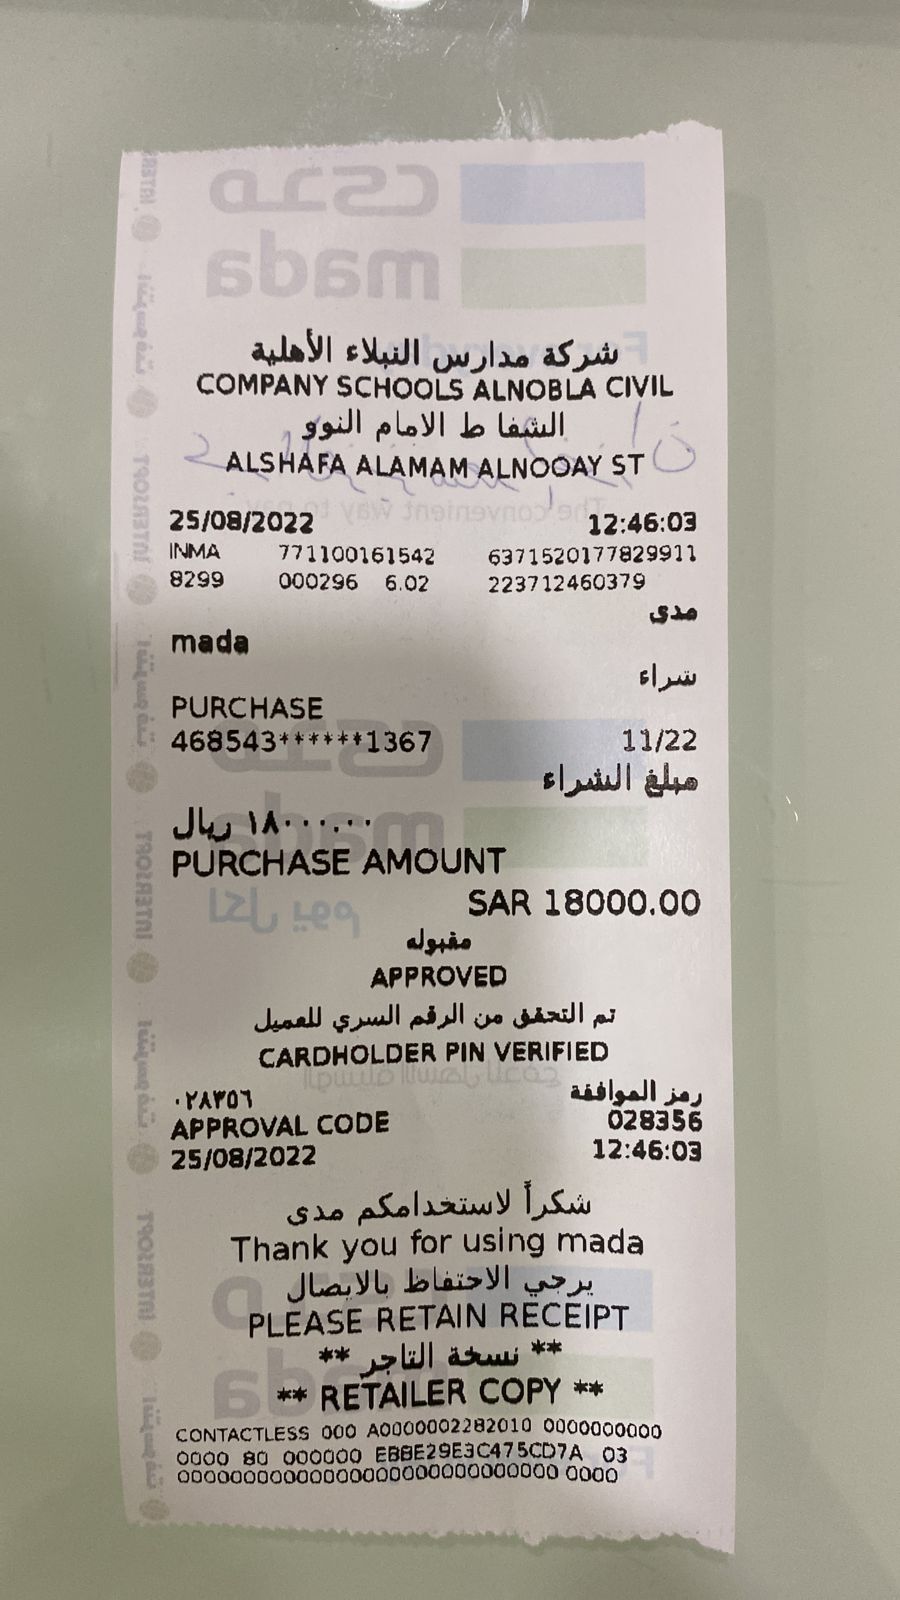 شركة مدارس النبلاء الأهلية
COMPANY SCHOOLS ALNOBLA CIVIL
الشفا ط الامام النوو
ALSHAFA ALAMAM ALNOOAY ST
25/08/2022 12:46:03
INMA 771100161542 6371520177829911
8299 000296 6.02 223712460379
مدى
mada
شراء
PURCHASE
468543******1367 11/22
مبلغ الشراء
١٨٠٠٠.٠٠ ريال
PURCHASE AMOUNT
SAR 18000.00
مقبوله
APPROVED
تم التحقق من الرقم السري للعميل
CARDHOLDER PIN VERIFIED
رمز الموافقة ٠٢٨٣٥٦
APPROVAL CODE 028356
25/08/2022 12:46:03
شكراً لاستخدامكم مدى
Thank you for using mada
يرجي الاحتفاظ بالايصال
PLEASE RETAIN RECEIPT
** نسخة التاجر **
** RETAILER COPY **
CONTACTLESS 000 A0000002282010 0000000000
0000 80 000000 EBBE29E3C475CD7A 03